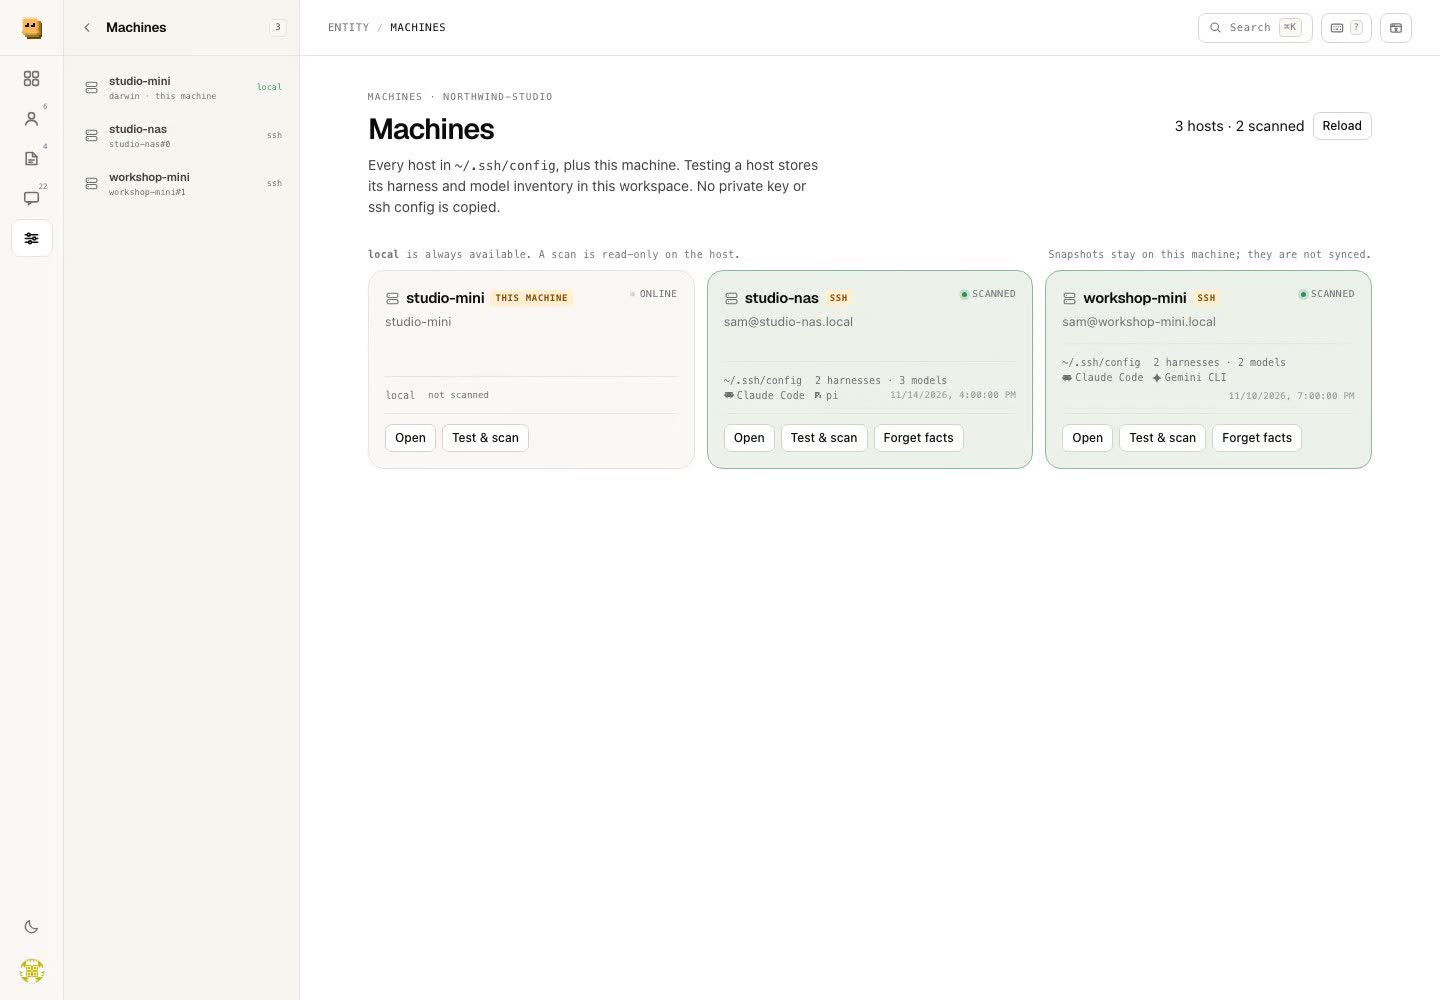 Machines
3
ENTITY / MACHINES
Search ⌘K
?
studio-mini
darwin · this machine
local
studio-nas
studio-nas#0
ssh
workshop-mini
workshop-mini#1
ssh
6
4
22
MACHINES · NORTHWIND-STUDIO
Machines
3 hosts · 2 scanned
Reload
Every host in ~/.ssh/config, plus this machine. Testing a host stores
its harness and model inventory in this workspace. No private key or
ssh config is copied.
local is always available. A scan is read-only on the host.
Snapshots stay on this machine; they are not synced.
studio-mini THIS MACHINE
ONLINE
studio-mini
local not scanned
Open Test & scan
studio-nas SSH
SCANNED
sam@studio-nas.local
~/.ssh/config 2 harnesses · 3 models
Claude Code pi 11/14/2026, 4:00:00 PM
Open Test & scan Forget facts
workshop-mini SSH
SCANNED
sam@workshop-mini.local
~/.ssh/config 2 harnesses · 2 models
Claude Code Gemini CLI
11/10/2026, 7:00:00 PM
Open Test & scan Forget facts